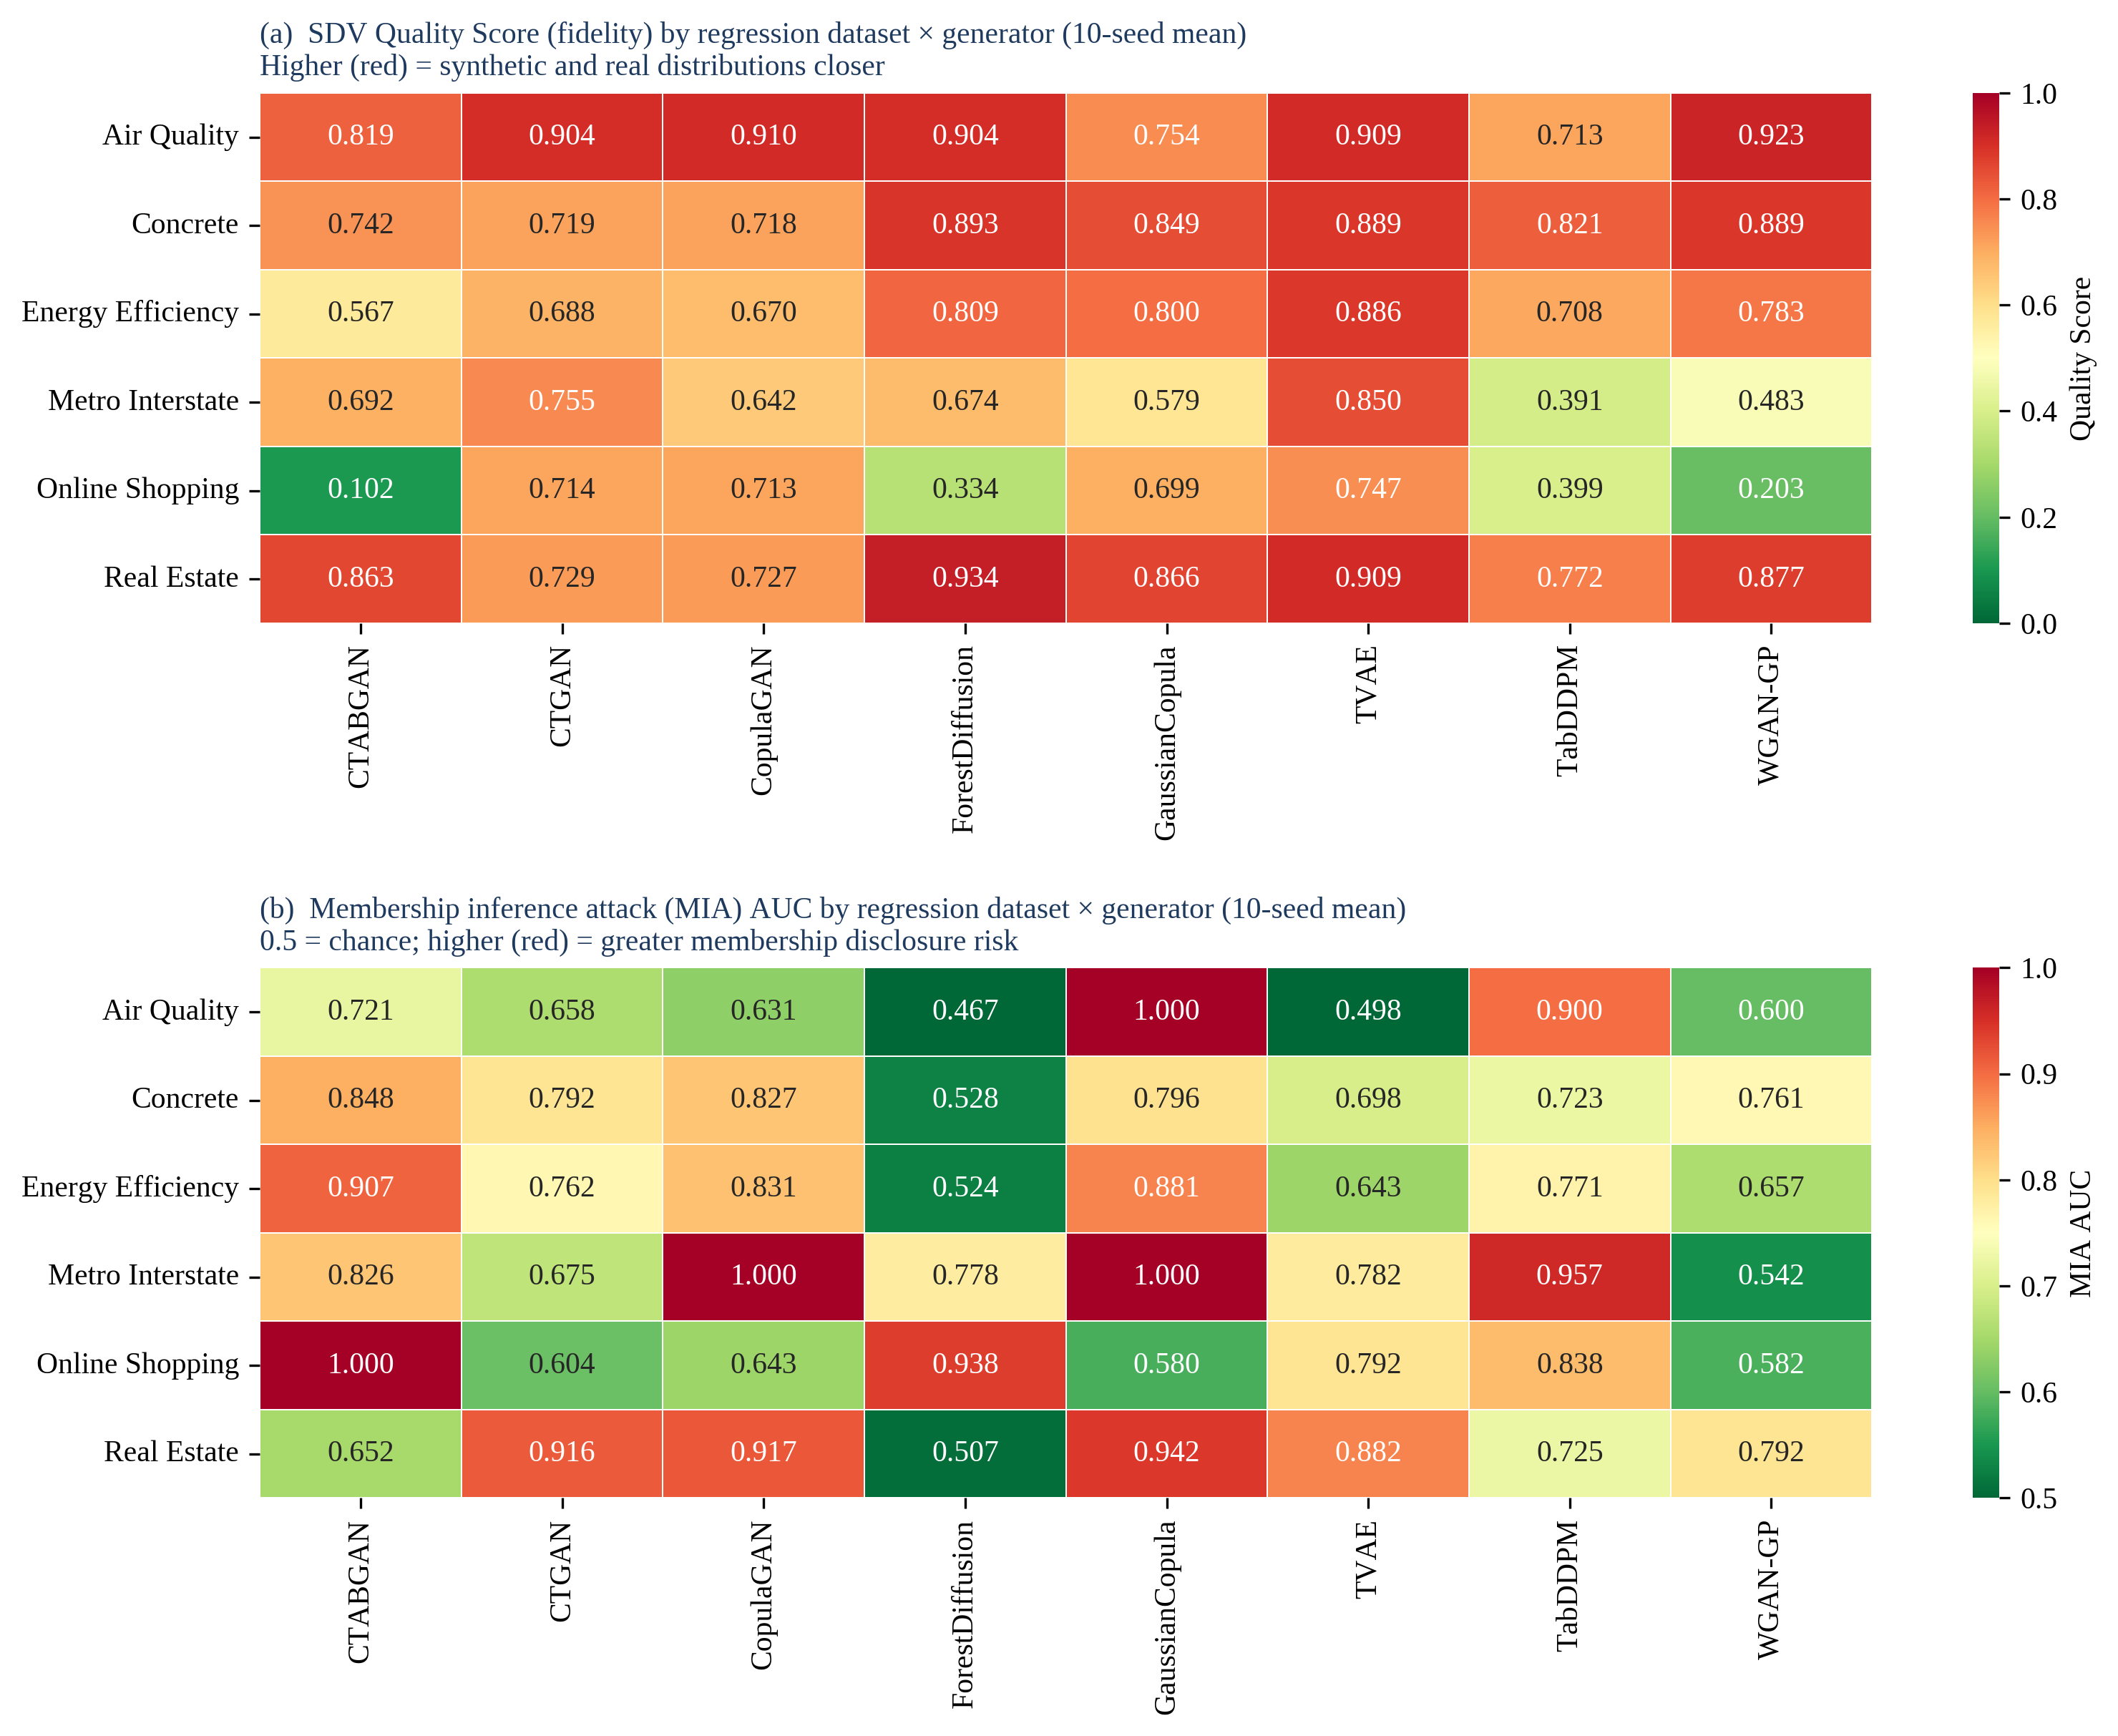 (a)  SDV Quality Score (fidelity) by regression dataset × generator (10-seed mean)
Higher (red) = synthetic and real distributions closer
Air Quality 0.819 0.904 0.910 0.904 0.754 0.909 0.713 0.923
Concrete 0.742 0.719 0.718 0.893 0.849 0.889 0.821 0.889
Energy Efficiency 0.567 0.688 0.670 0.809 0.800 0.886 0.708 0.783
Metro Interstate 0.692 0.755 0.642 0.674 0.579 0.850 0.391 0.483
Online Shopping 0.102 0.714 0.713 0.334 0.699 0.747 0.399 0.203
Real Estate 0.863 0.729 0.727 0.934 0.866 0.909 0.772 0.877
CTABGAN CTGAN CopulaGAN ForestDiffusion GaussianCopula TVAE TabDDPM WGAN-GP
1.0
0.8
0.6
0.4
0.2
0.0
Quality Score
(b)  Membership inference attack (MIA) AUC by regression dataset × generator (10-seed mean)
0.5 = chance; higher (red) = greater membership disclosure risk
Air Quality 0.721 0.658 0.631 0.467 1.000 0.498 0.900 0.600
Concrete 0.848 0.792 0.827 0.528 0.796 0.698 0.723 0.761
Energy Efficiency 0.907 0.762 0.831 0.524 0.881 0.643 0.771 0.657
Metro Interstate 0.826 0.675 1.000 0.778 1.000 0.782 0.957 0.542
Online Shopping 1.000 0.604 0.643 0.938 0.580 0.792 0.838 0.582
Real Estate 0.652 0.916 0.917 0.507 0.942 0.882 0.725 0.792
CTABGAN CTGAN CopulaGAN ForestDiffusion GaussianCopula TVAE TabDDPM WGAN-GP
1.0
0.9
0.8
0.7
0.6
0.5
MIA AUC